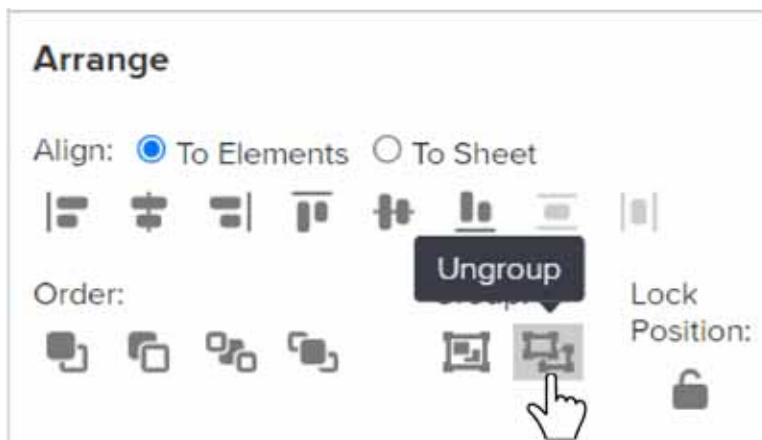 Arrange
Align: To Elements To Sheet
Ungroup
Order:
Lock
Position: